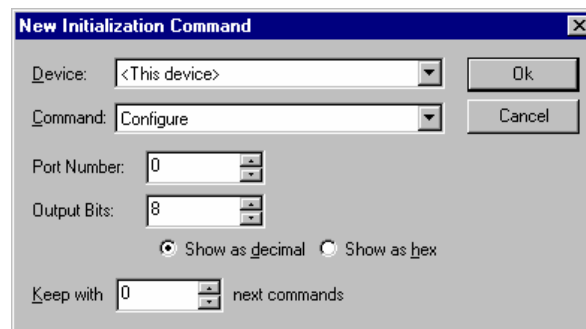 New Initialization Command
Device: <This device> Ok
Command: Configure Cancel
Port Number: 0
Output Bits: 8
Show as decimal Show as hex
Keep with 0 next commands